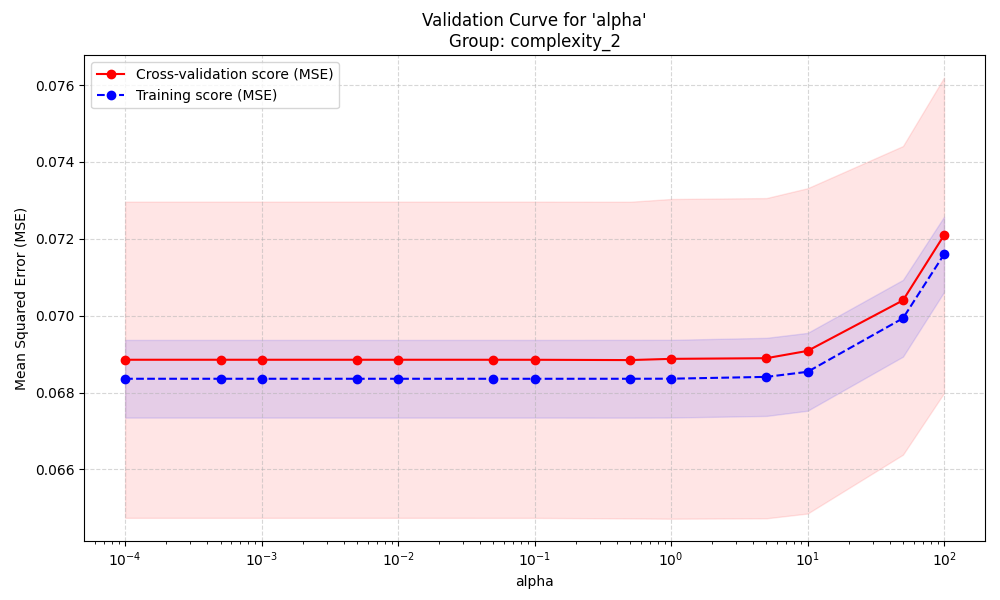 Validation Curve for 'alpha'
Group: complexity_2
Cross-validation score (MSE)
Training score (MSE)
Mean Squared Error (MSE)
0.076
0.074
0.072
0.070
0.068
0.066
10⁻⁴
10⁻³
10⁻²
10⁻¹
10⁰
10¹
10²
alpha